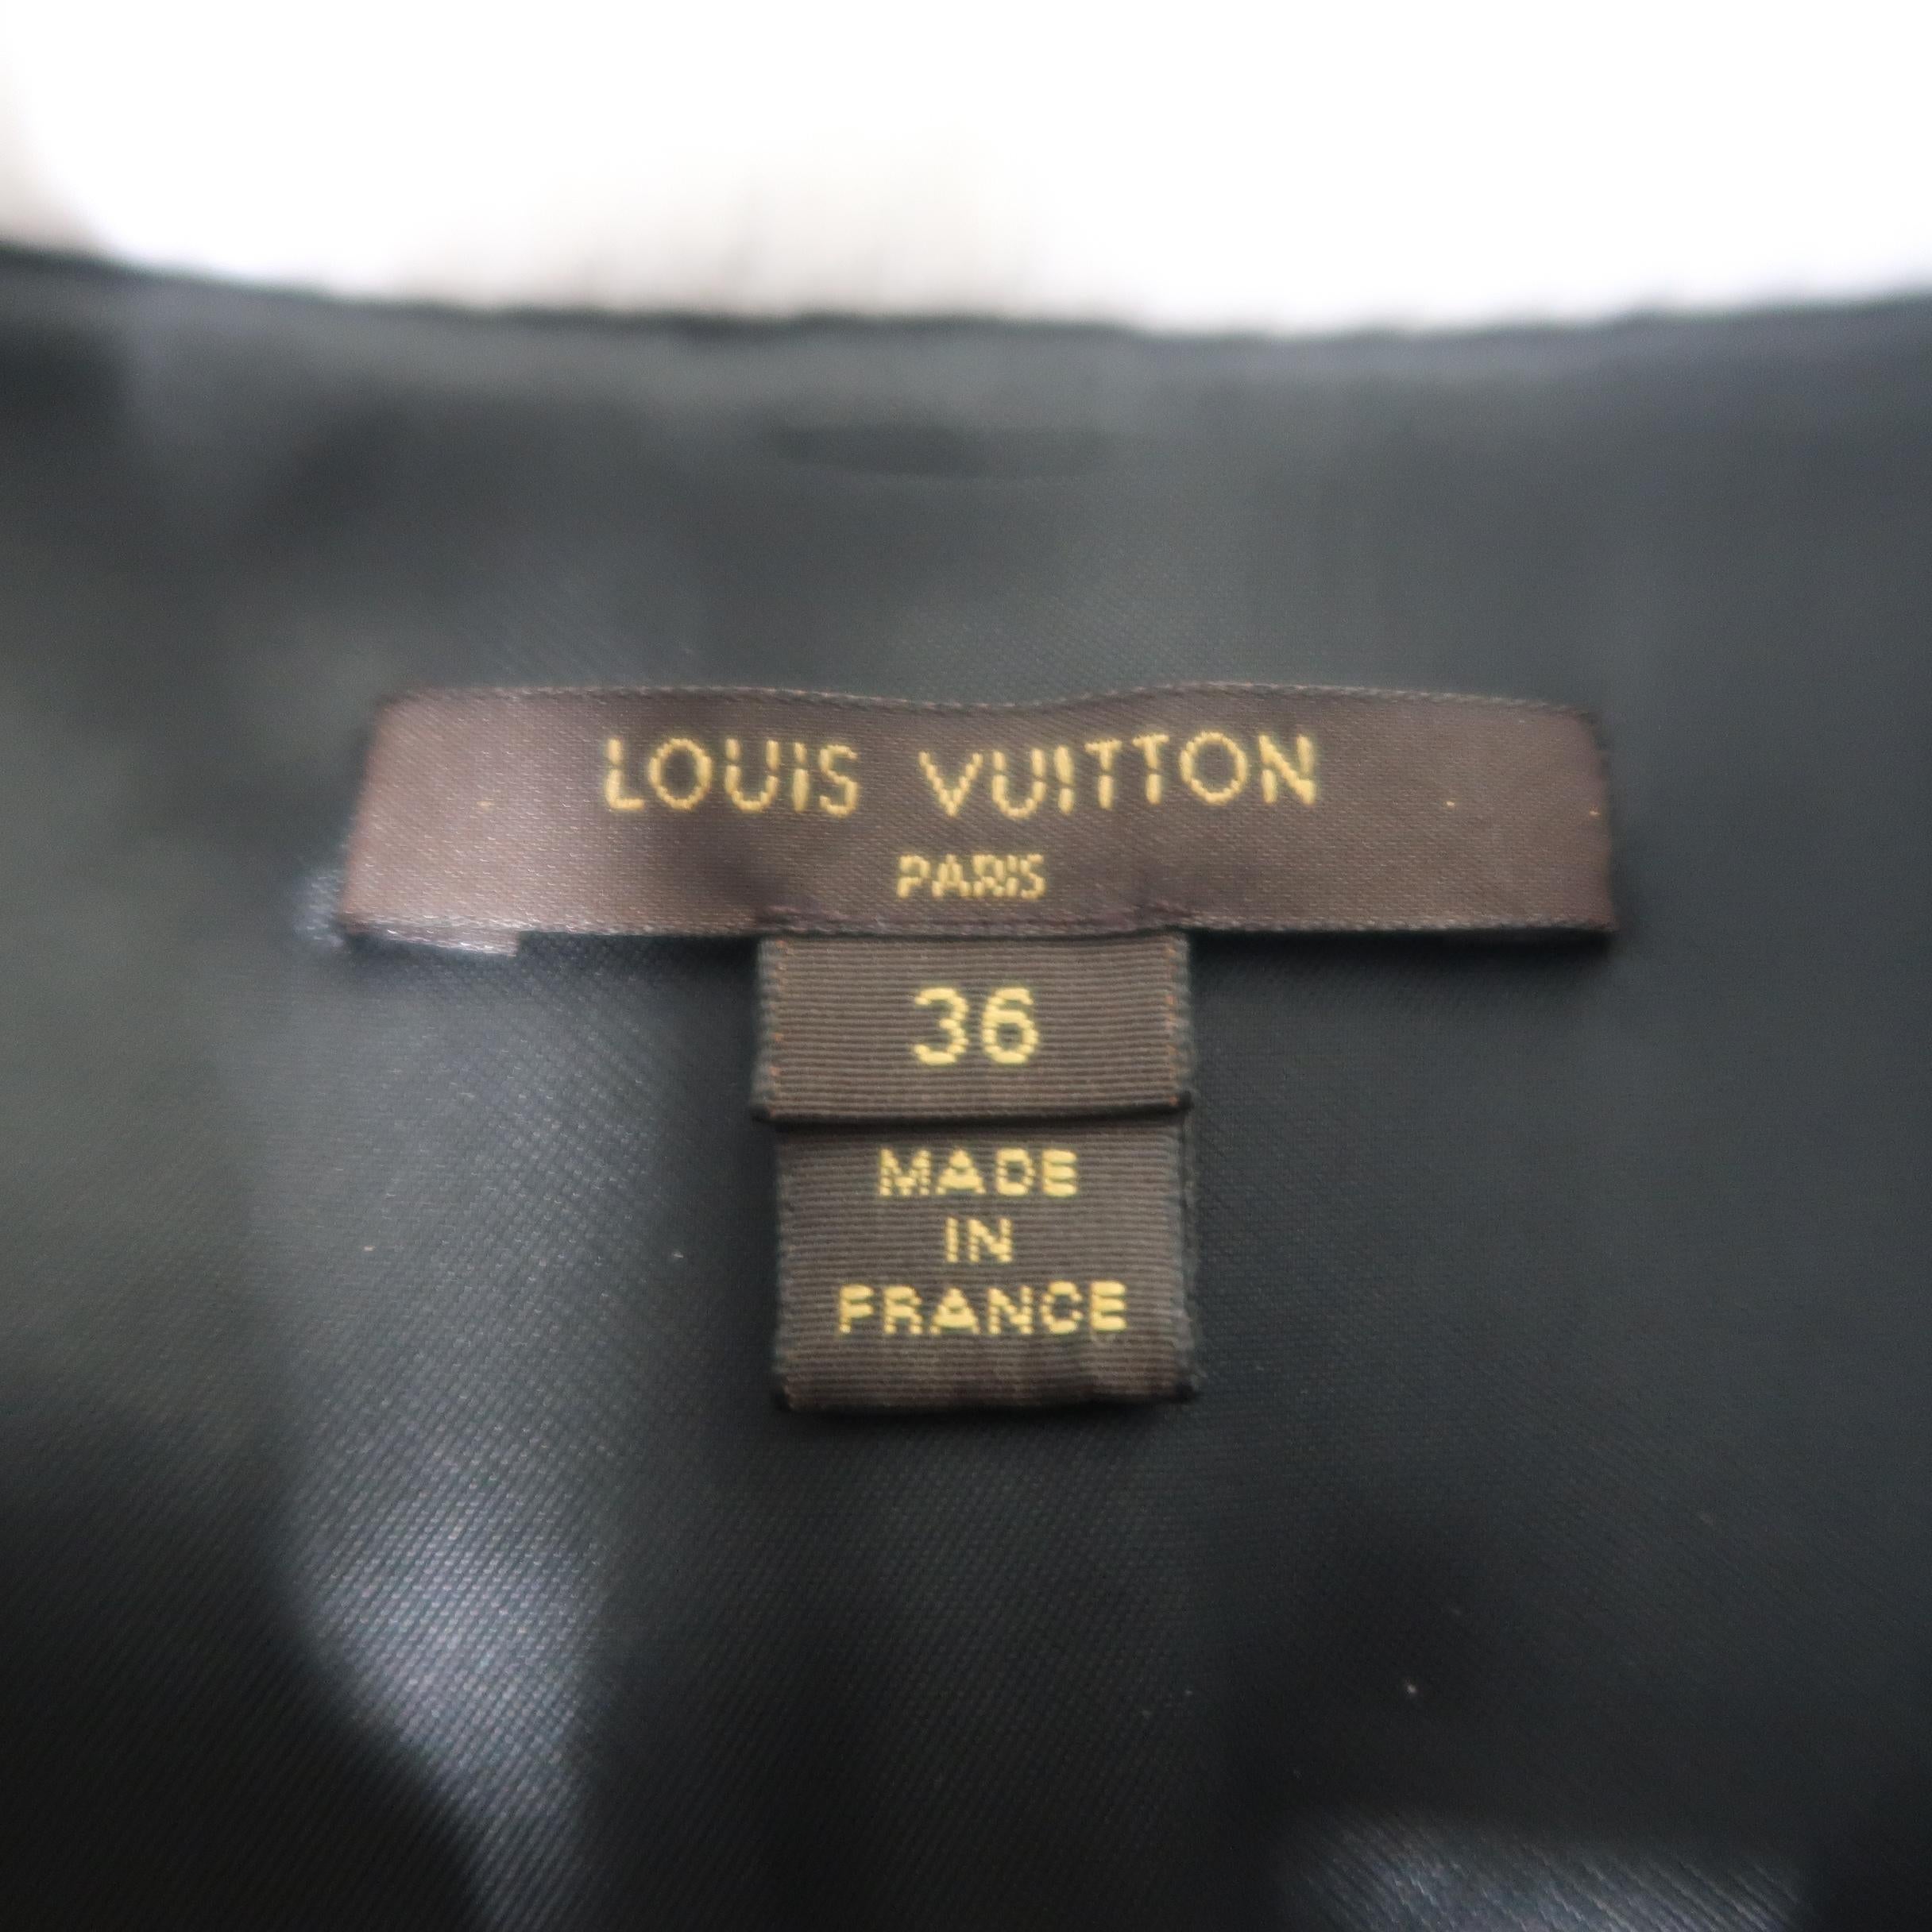 LOUIS VUITTON
PARIS
36
MADE
IN
FRANCE